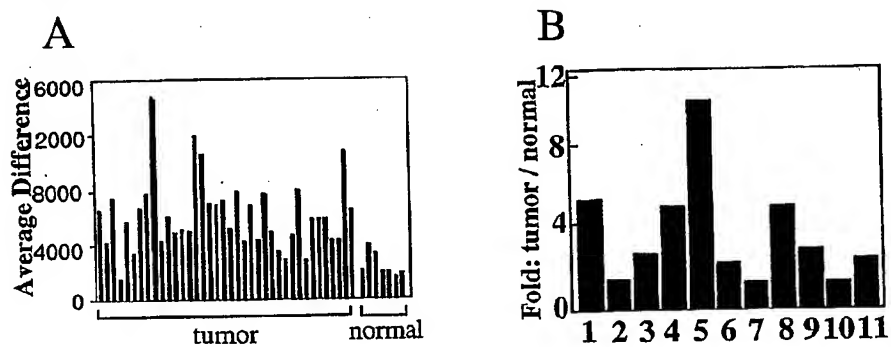 A
Average Difference
6000
2000
8000
4000
0
tumor
normal
B
Fold: tumor / normal
12
8
4
0
1 2 3 4 5 6 7 8 9 10 11